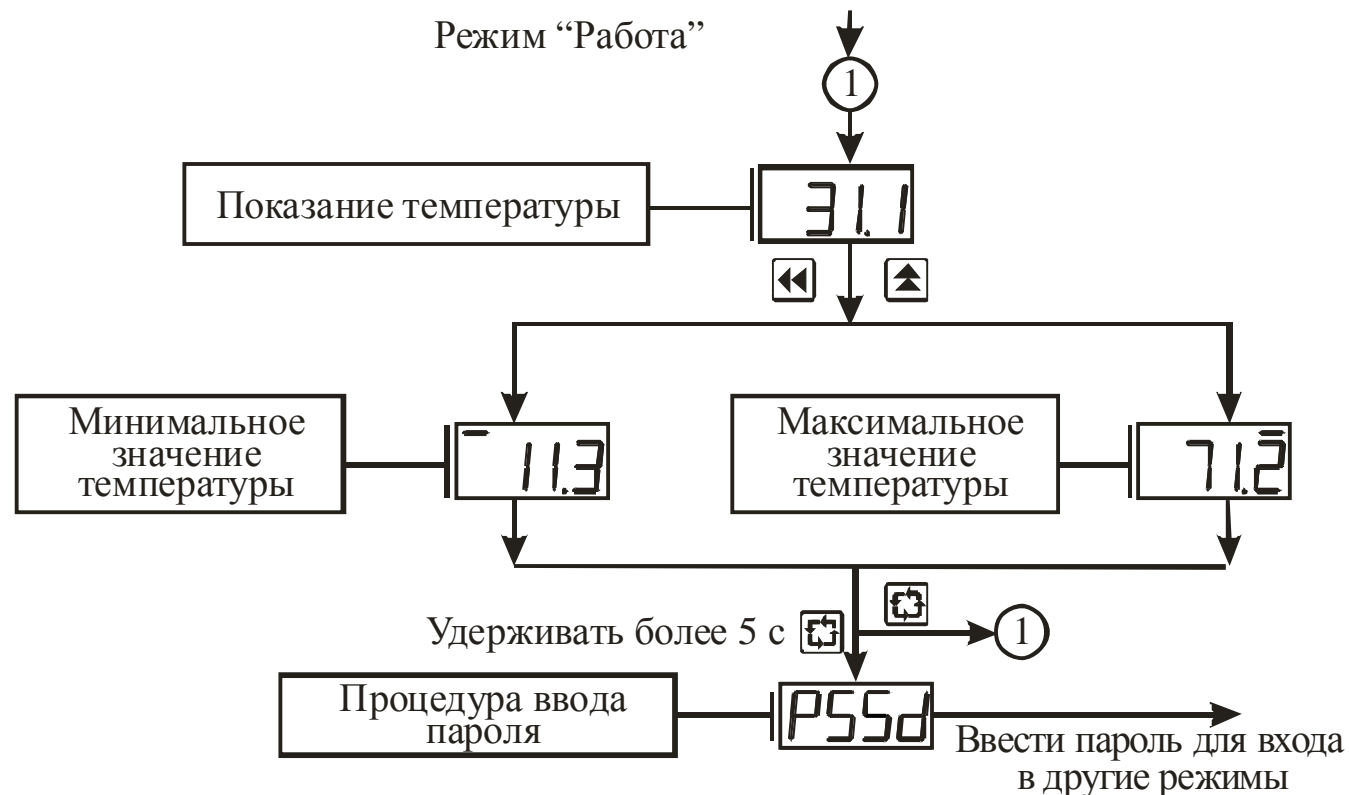 Режим “Работа”
1
Показание температуры
31.1
Минимальное
значение
температуры
¯ 11.3
Максимальное
значение
температуры
71.2
Удерживать более 5 с
1
Процедура ввода
пароля
PSSd
Ввести пароль для входа
в другие режимы